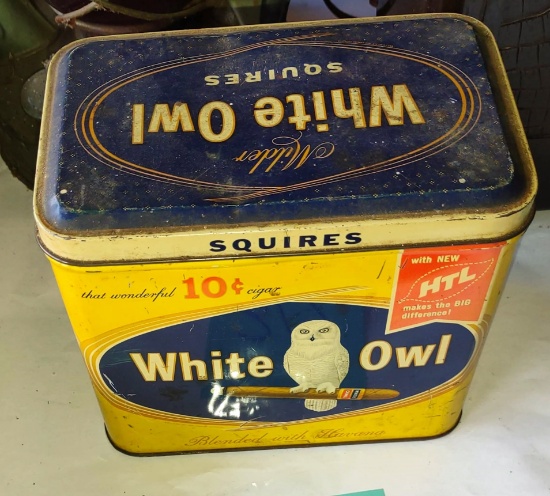 Milder
White Owl
SQUIRES
SQUIRES
that wonderful 10¢ cigar
with NEW
HTL
makes the BIG
difference!
White Owl
Blended with Havana